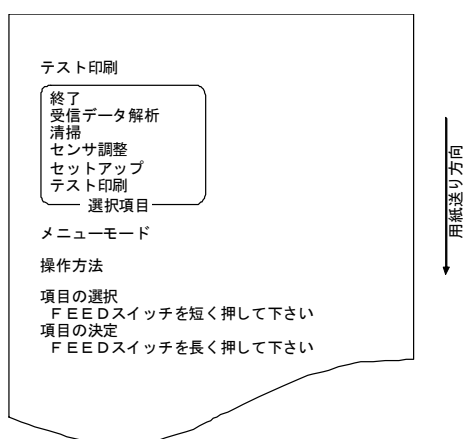 テスト印刷
終了
受信データ解析
清掃
センサ調整
セットアップ
テスト印刷
選択項目
メニューモード
操作方法
項目の選択
ＦＥＥＤスイッチを短く押して下さい
項目の決定
ＦＥＥＤスイッチを長く押して下さい
用紙送り方向